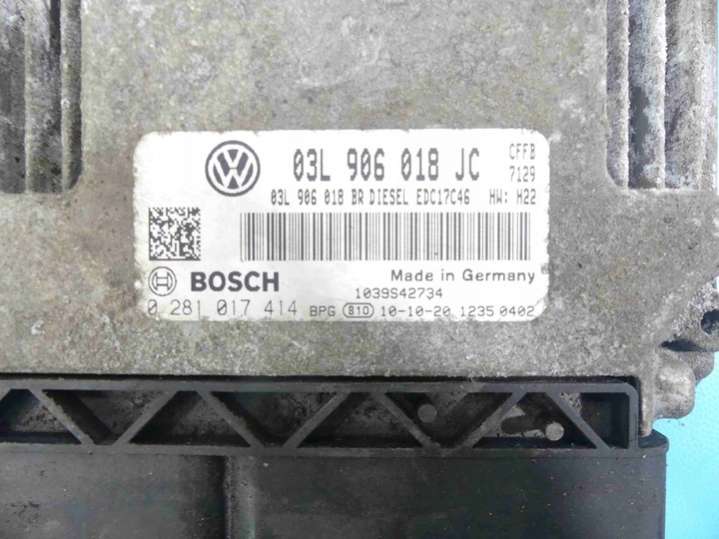 03L 906 018 JC CFFB
7129
03L 906 018 BR DIESEL EDC17C46 HW: H22
BOSCH Made in Germany
1039S42734
0 281 017 414 BPG 810 10-10-20 1235 0402